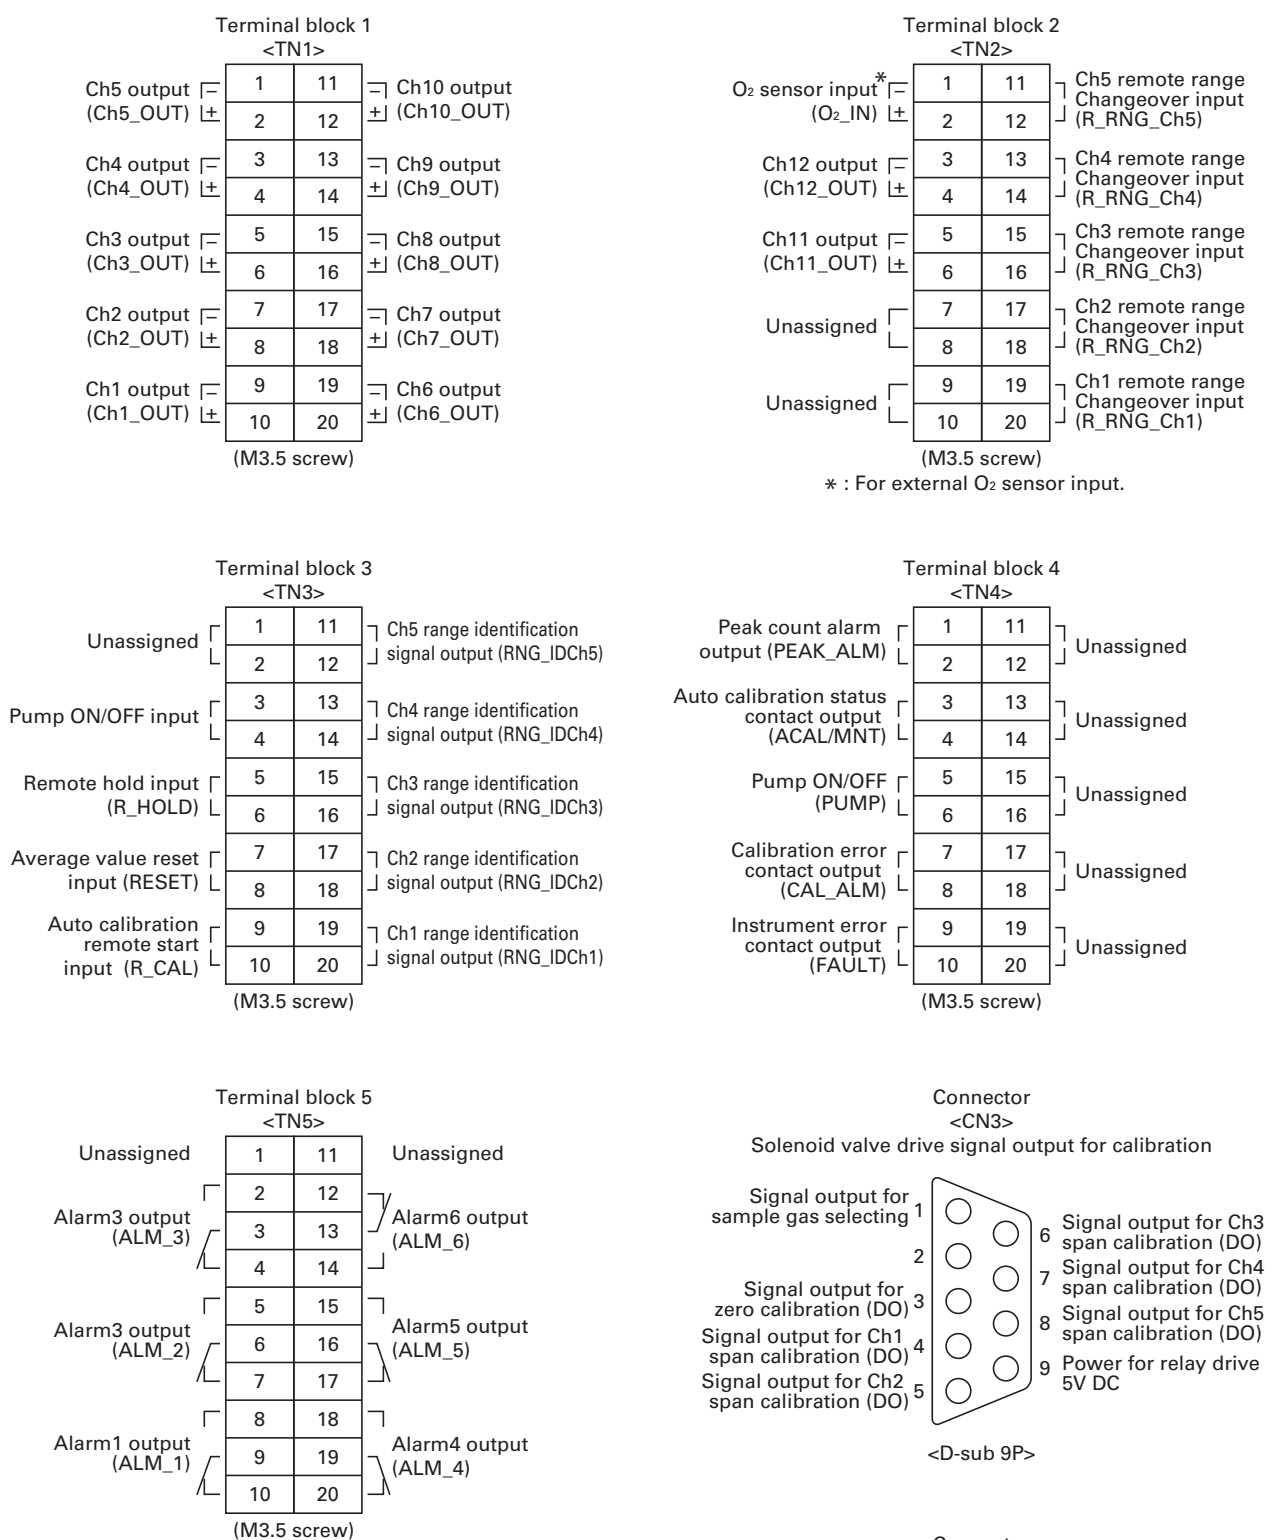 Terminal block 1
<TN1>
Ch5 output −
(Ch5_OUT) +
Ch4 output −
(Ch4_OUT) +
Ch3 output −
(Ch3_OUT) +
Ch2 output −
(Ch2_OUT) +
Ch1 output −
(Ch1_OUT) +
1 11
2 12
3 13
4 14
5 15
6 16
7 17
8 18
9 19
10 20
− Ch10 output
+ (Ch10_OUT)
− Ch9 output
+ (Ch9_OUT)
− Ch8 output
+ (Ch8_OUT)
− Ch7 output
+ (Ch7_OUT)
− Ch6 output
+ (Ch6_OUT)
(M3.5 screw)
Terminal block 2
<TN2>
O2 sensor input* −
(O2_IN) +
Ch12 output −
(Ch12_OUT) +
Ch11 output −
(Ch11_OUT) +
Unassigned
Unassigned
1 11
2 12
3 13
4 14
5 15
6 16
7 17
8 18
9 19
10 20
Ch5 remote range
Changeover input
(R_RNG_Ch5)
Ch4 remote range
Changeover input
(R_RNG_Ch4)
Ch3 remote range
Changeover input
(R_RNG_Ch3)
Ch2 remote range
Changeover input
(R_RNG_Ch2)
Ch1 remote range
Changeover input
(R_RNG_Ch1)
(M3.5 screw)
* : For external O2 sensor input.
Terminal block 3
<TN3>
Unassigned
Pump ON/OFF input
Remote hold input
(R_HOLD)
Average value reset
input (RESET)
Auto calibration
remote start
input (R_CAL)
1 11
2 12
3 13
4 14
5 15
6 16
7 17
8 18
9 19
10 20
Ch5 range identification
signal output (RNG_IDCh5)
Ch4 range identification
signal output (RNG_IDCh4)
Ch3 range identification
signal output (RNG_IDCh3)
Ch2 range identification
signal output (RNG_IDCh2)
Ch1 range identification
signal output (RNG_IDCh1)
(M3.5 screw)
Terminal block 4
<TN4>
Peak count alarm
output (PEAK_ALM)
Auto calibration status
contact output
(ACAL/MNT)
Pump ON/OFF
(PUMP)
Calibration error
contact output
(CAL_ALM)
Instrument error
contact output
(FAULT)
1 11
2 12
3 13
4 14
5 15
6 16
7 17
8 18
9 19
10 20
Unassigned
Unassigned
Unassigned
Unassigned
Unassigned
(M3.5 screw)
Terminal block 5
<TN5>
Unassigned
Alarm3 output
(ALM_3)
Alarm3 output
(ALM_2)
Alarm1 output
(ALM_1)
1 11
2 12
3 13
4 14
5 15
6 16
7 17
8 18
9 19
10 20
Unassigned
Alarm6 output
(ALM_6)
Alarm5 output
(ALM_5)
Alarm4 output
(ALM_4)
(M3.5 screw)
Connector
<CN3>
Solenoid valve drive signal output for calibration
Signal output for
sample gas selecting 1
2
Signal output for
zero calibration (DO) 3
Signal output for Ch1
span calibration (DO) 4
Signal output for Ch2
span calibration (DO) 5
6 Signal output for Ch3
span calibration (DO)
7 Signal output for Ch4
span calibration (DO)
8 Signal output for Ch5
span calibration (DO)
9 Power for relay drive
5V DC
<D-sub 9P>